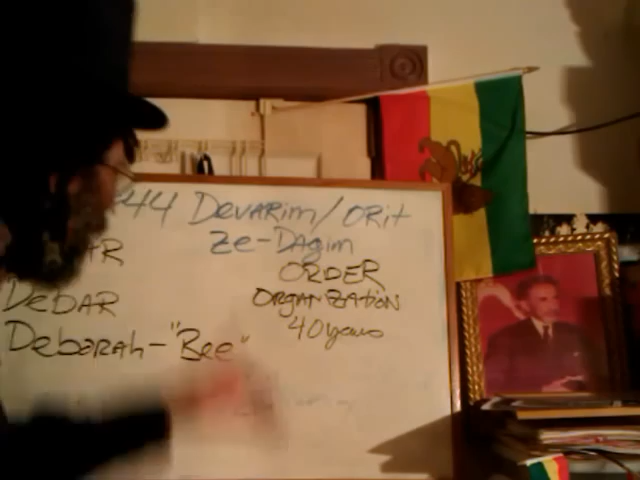 44 Devarim/ORit
Ze-Dagim
ORDER
ORGANIZATiON
40 years
DeBAR
Deborah-"Bee"